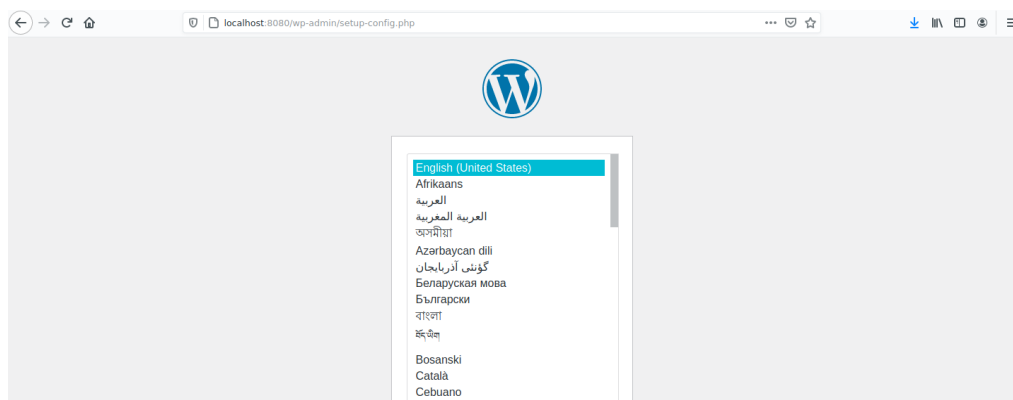 localhost:8080/wp-admin/setup-config.php
English (United States)
Afrikaans
العربية
العربية المغربية
অসমীয়া
Azərbaycan dili
گؤنئی آذربایجان
Беларуская мова
Български
বাংলা
བོད་ཡིག
Bosanski
Català
Cebuano